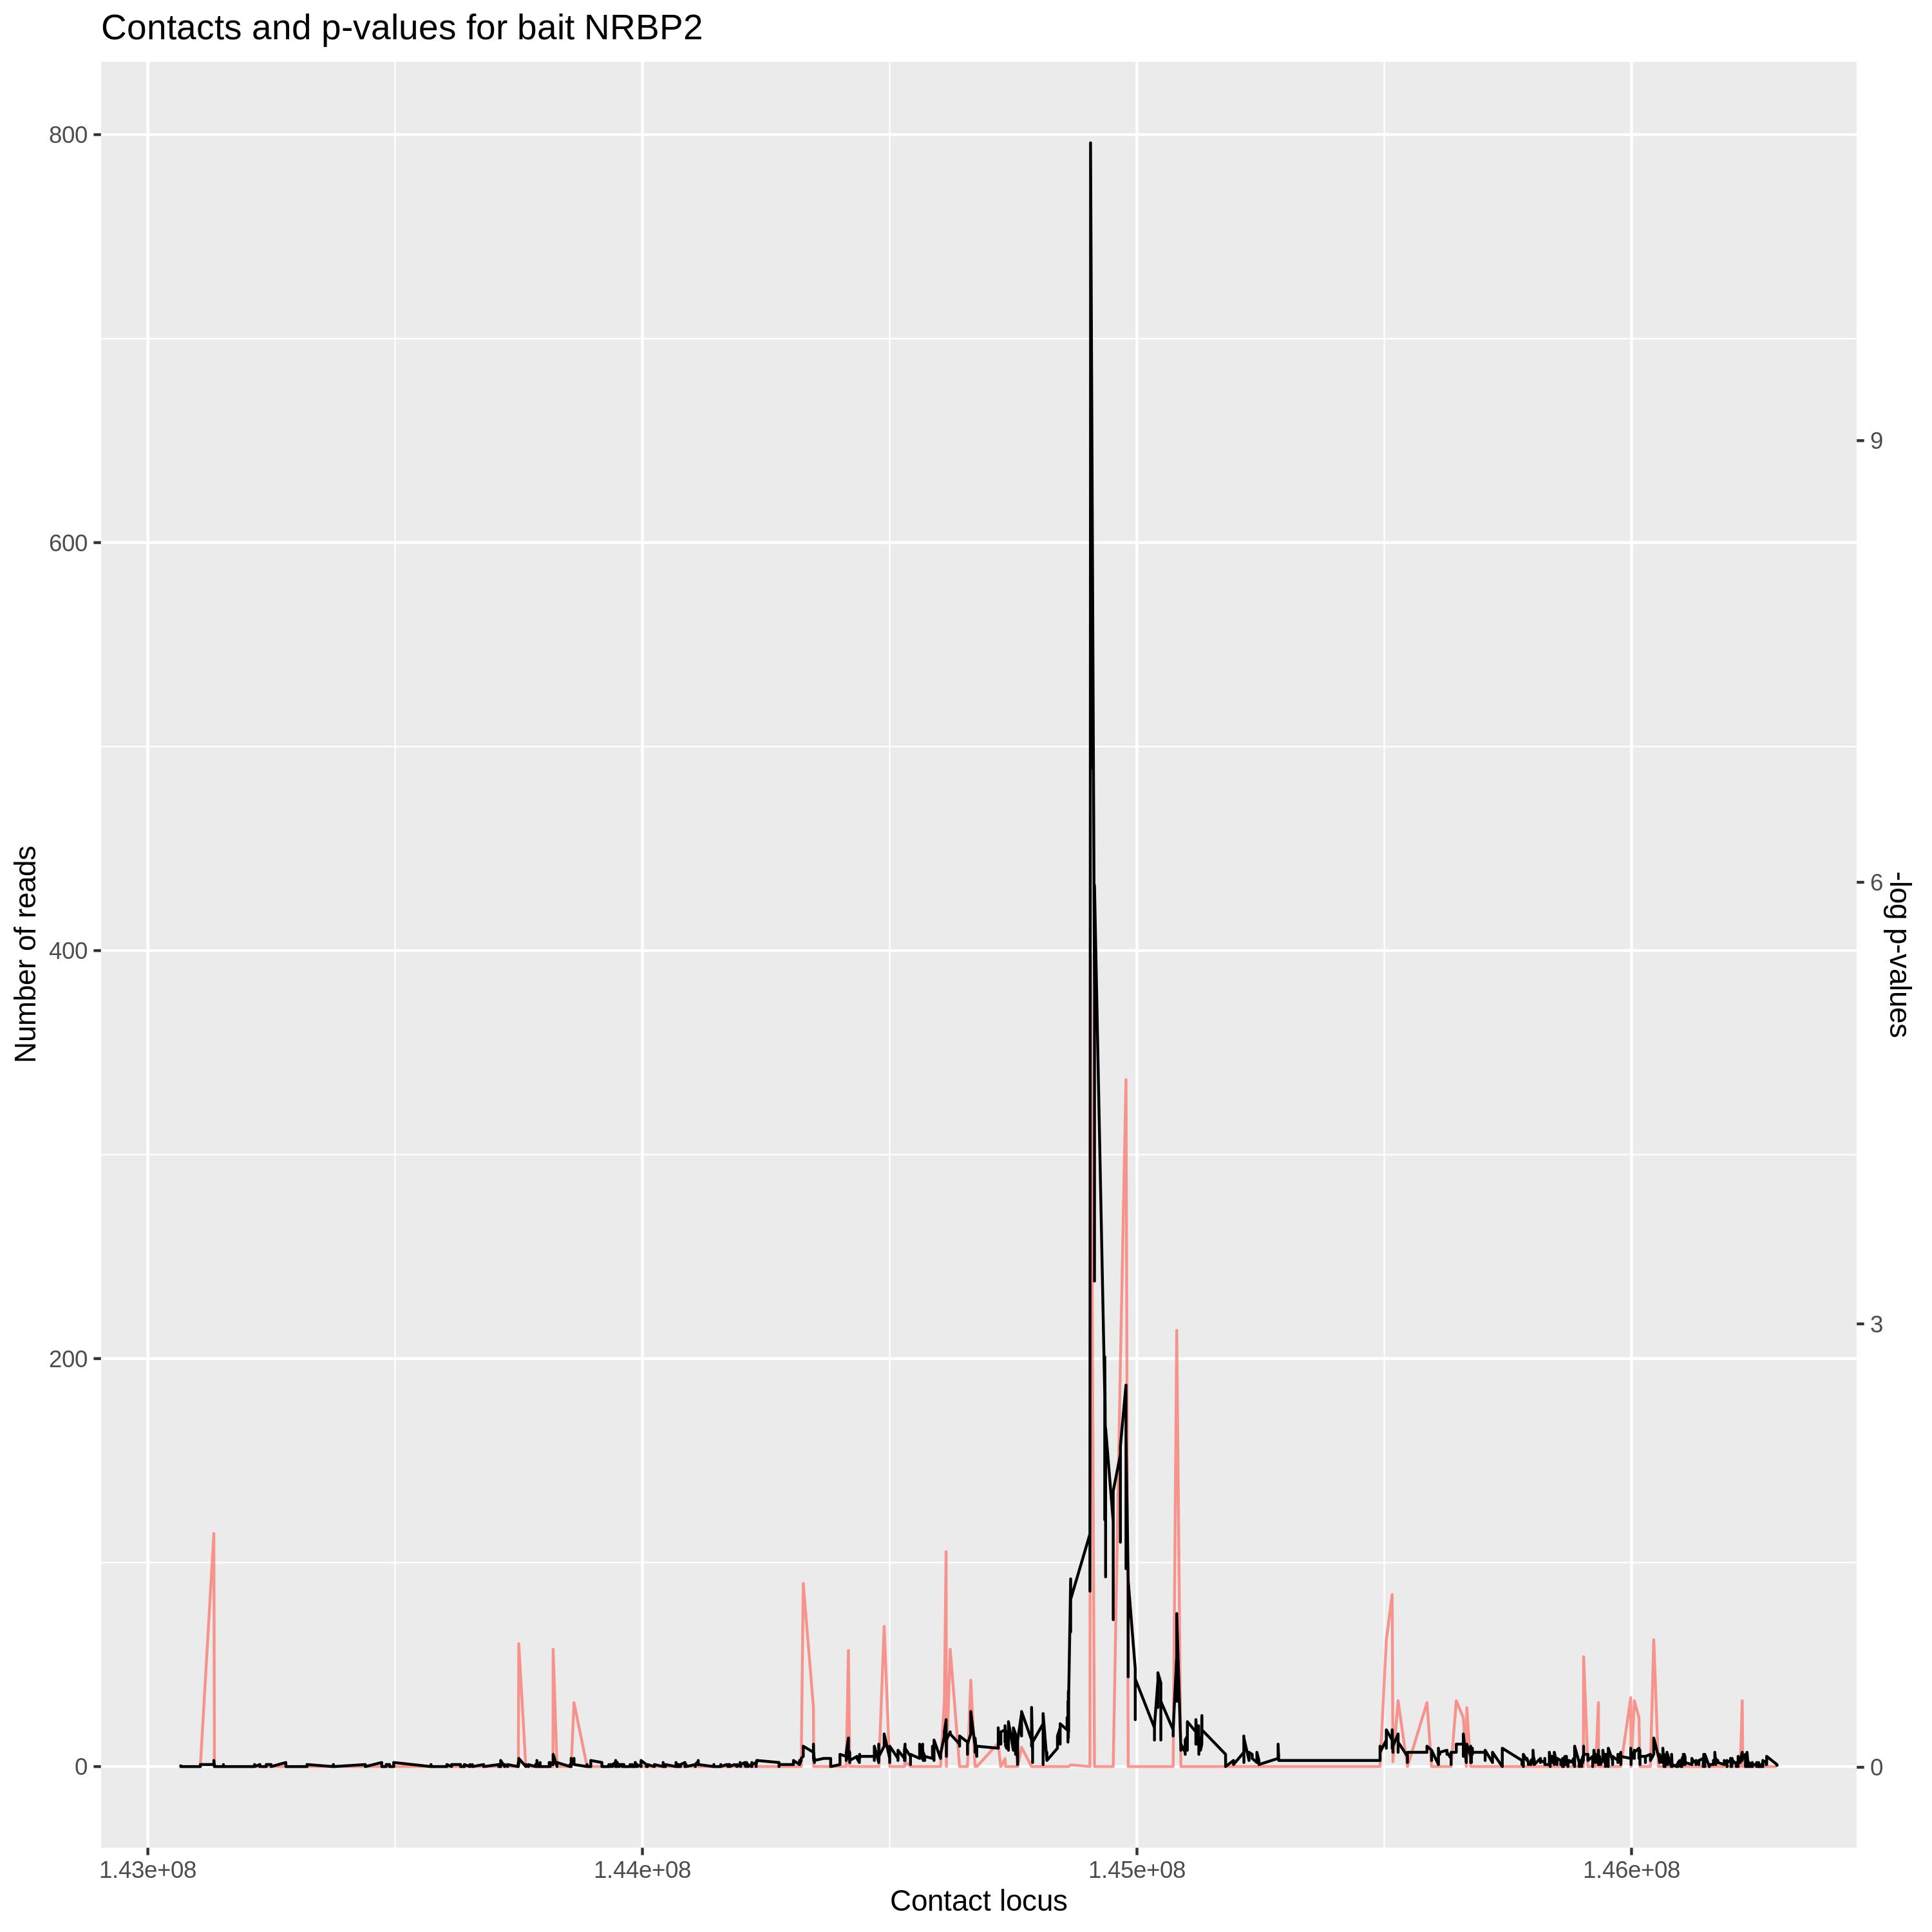 Contacts and p-values for bait NRBP2
800
600
400
200
0
Number of reads
9
6
3
0
-log p-values
1.43e+08
1.44e+08
1.45e+08
1.46e+08
Contact locus